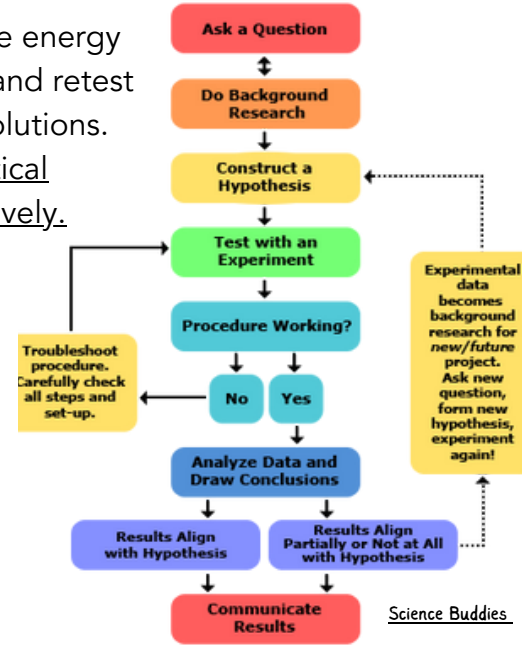 e energy
and retest
olutions.
tical
vely.
Ask a Question
Do Background
Research
Construct a
Hypothesis
Test with an
Experiment
Procedure Working?
No
Yes
Troubleshoot
procedure.
Carefully check
all steps and
set-up.
Experimental
data
becomes
background
research for
new/future
project.
Ask new
question,
form new
hypothesis,
experiment
again!
Analyze Data and
Draw Conclusions
Results Align
with Hypothesis
Results Align
Partially or Not at All
with Hypothesis
Communicate
Results
Science Buddies